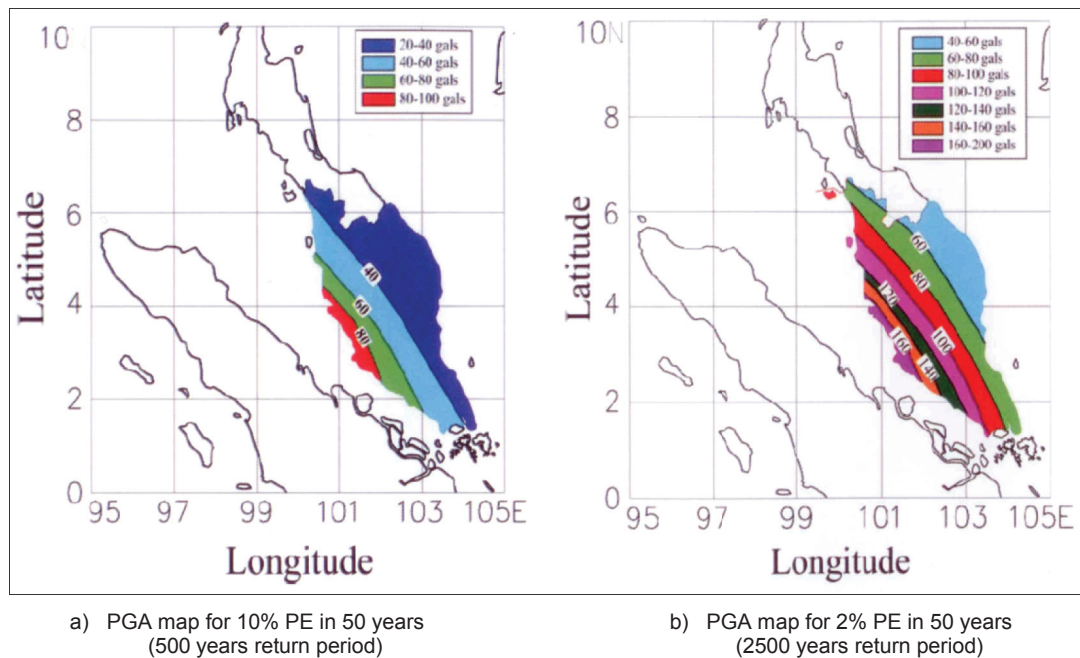 10
8
6
4
2
0
Latitude
95 97 99 101 103 105E
Longitude
20-40 gals
40-60 gals
60-80 gals
80-100 gals
40
60
80
a) PGA map for 10% PE in 50 years
(500 years return period)
10N
8
6
4
2
0
Latitude
95 97 99 101 103 105E
Longitude
40-60 gals
60-80 gals
80-100 gals
100-120 gals
120-140 gals
140-160 gals
160-200 gals
60
80
120
100
160
140
b) PGA map for 2% PE in 50 years
(2500 years return period)